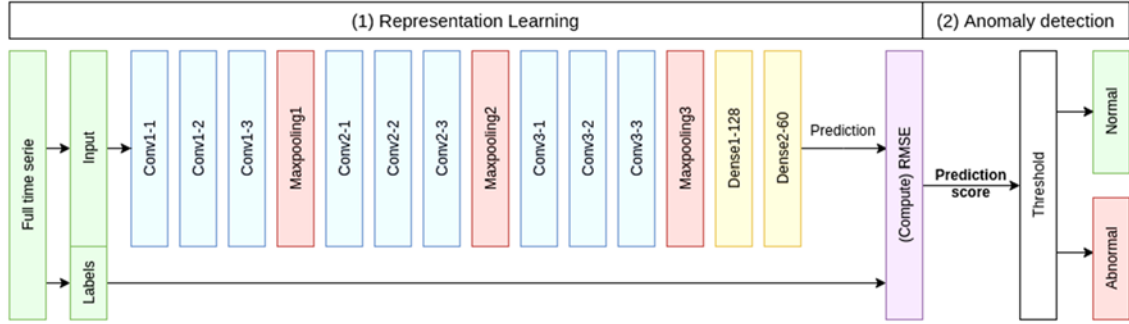 (1) Representation Learning
(2) Anomaly detection
Full time serie
Input
Labels
Conv1-1
Conv1-2
Conv1-3
Maxpooling1
Conv2-1
Conv2-2
Conv2-3
Maxpooling2
Conv3-1
Conv3-2
Conv3-3
Maxpooling3
Dense1-128
Dense2-60
Prediction
(Compute) RMSE
Prediction
score
Threshold
Normal
Abnormal